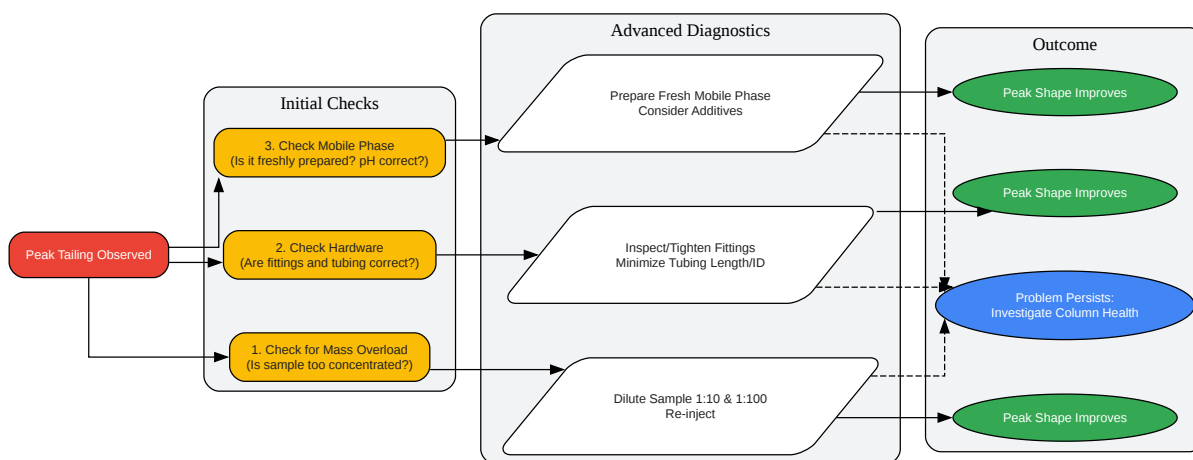 Advanced Diagnostics
Outcome
Initial Checks
Peak Tailing Observed
3. Check Mobile Phase
(Is it freshly prepared? pH correct?)
2. Check Hardware
(Are fittings and tubing correct?)
1. Check for Mass Overload
(Is sample too concentrated?)
Prepare Fresh Mobile Phase
Consider Additives
Inspect/Tighten Fittings
Minimize Tubing Length/ID
Dilute Sample 1:10 & 1:100
Re-inject
Peak Shape Improves
Peak Shape Improves
Problem Persists:
Investigate Column Health
Peak Shape Improves